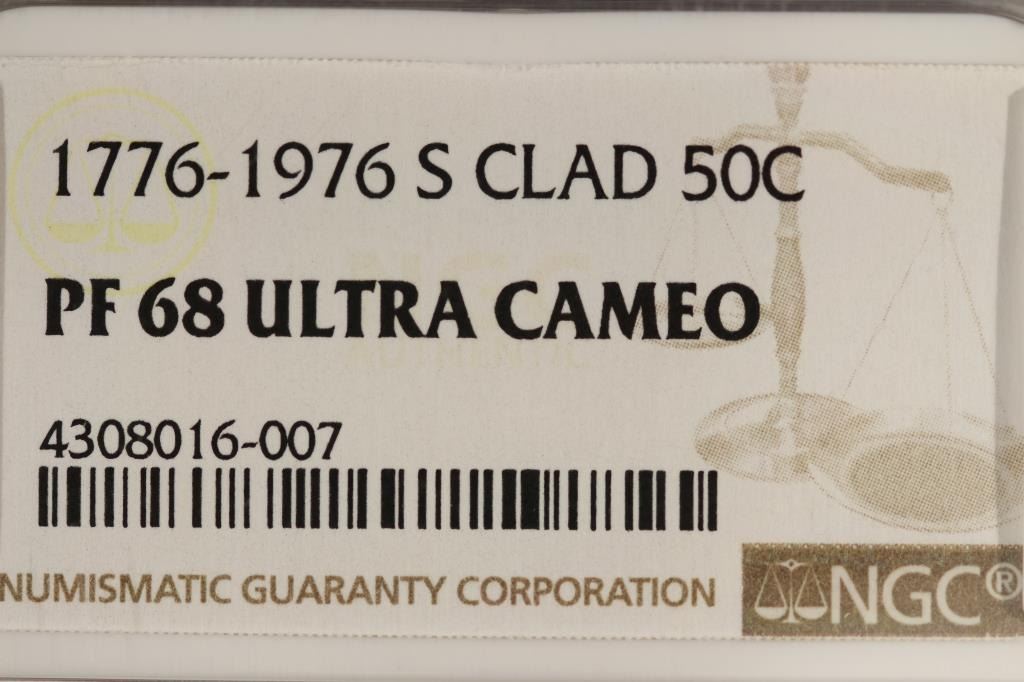 1776-1976 S CLAD 50C
PF 68 ULTRA CAMEO
4308016-007
NUMISMATIC GUARANTY CORPORATION
NGC®